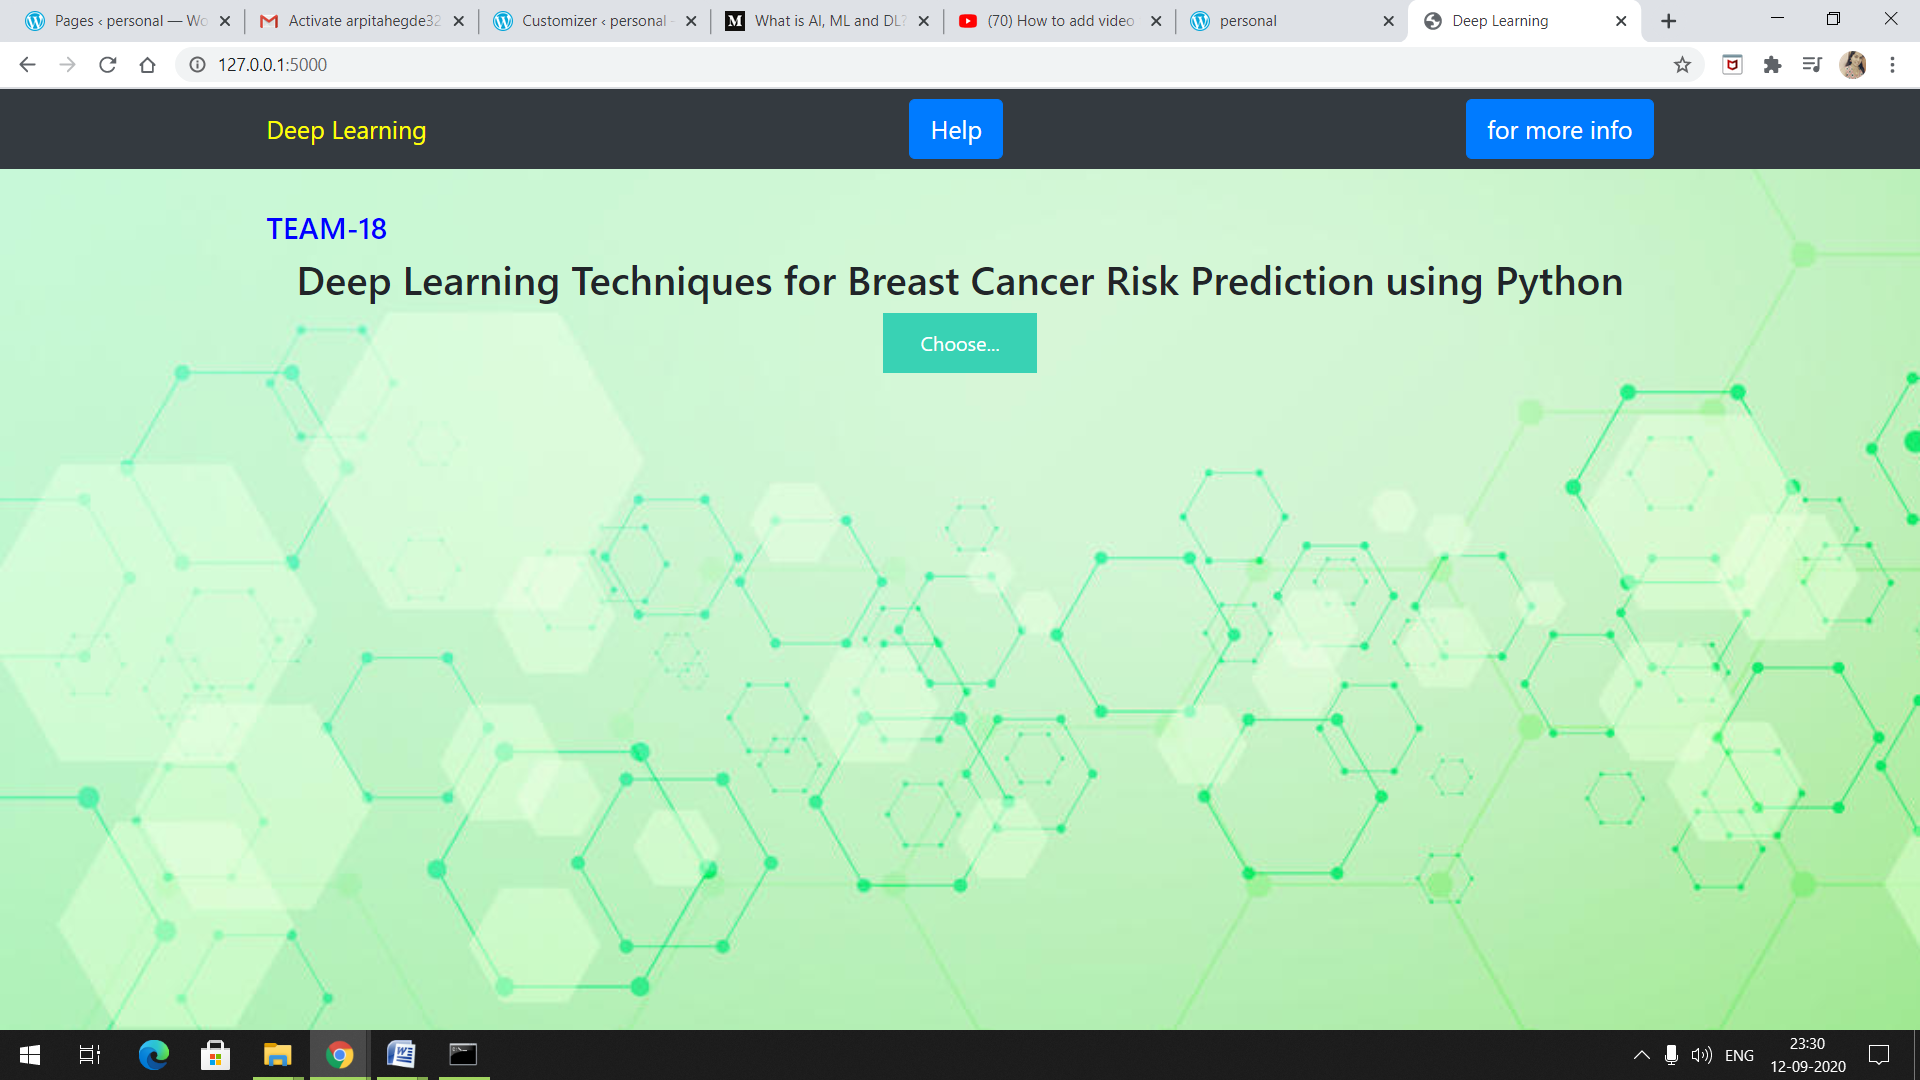 Pages ‹ personal — Wo
Activate arpitahegde32
Customizer ‹ personal -
What is AI, ML and DL?
(70) How to add video
personal
Deep Learning
127.0.0.1:5000
Deep Learning
Help
for more info
TEAM-18
Deep Learning Techniques for Breast Cancer Risk Prediction using Python
Choose...
ENG
23:30
12-09-2020